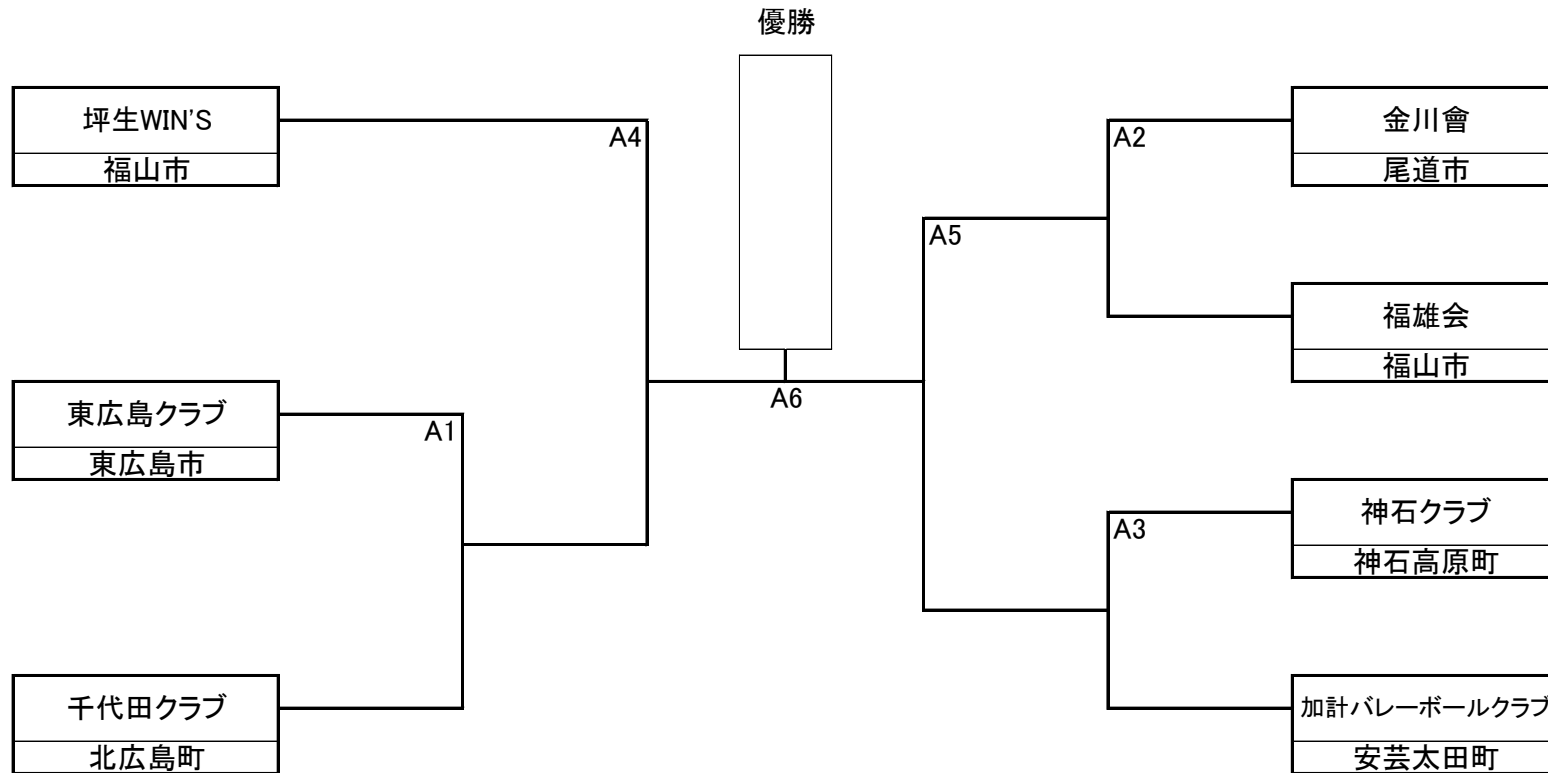 優勝
坪生WIN'S
福山市
A4
東広島クラブ
東広島市
A1
千代田クラブ
北広島町
A6
A5
A2
金川會
尾道市
福雄会
福山市
A3
神石クラブ
神石高原町
加計バレーボールクラブ
安芸太田町